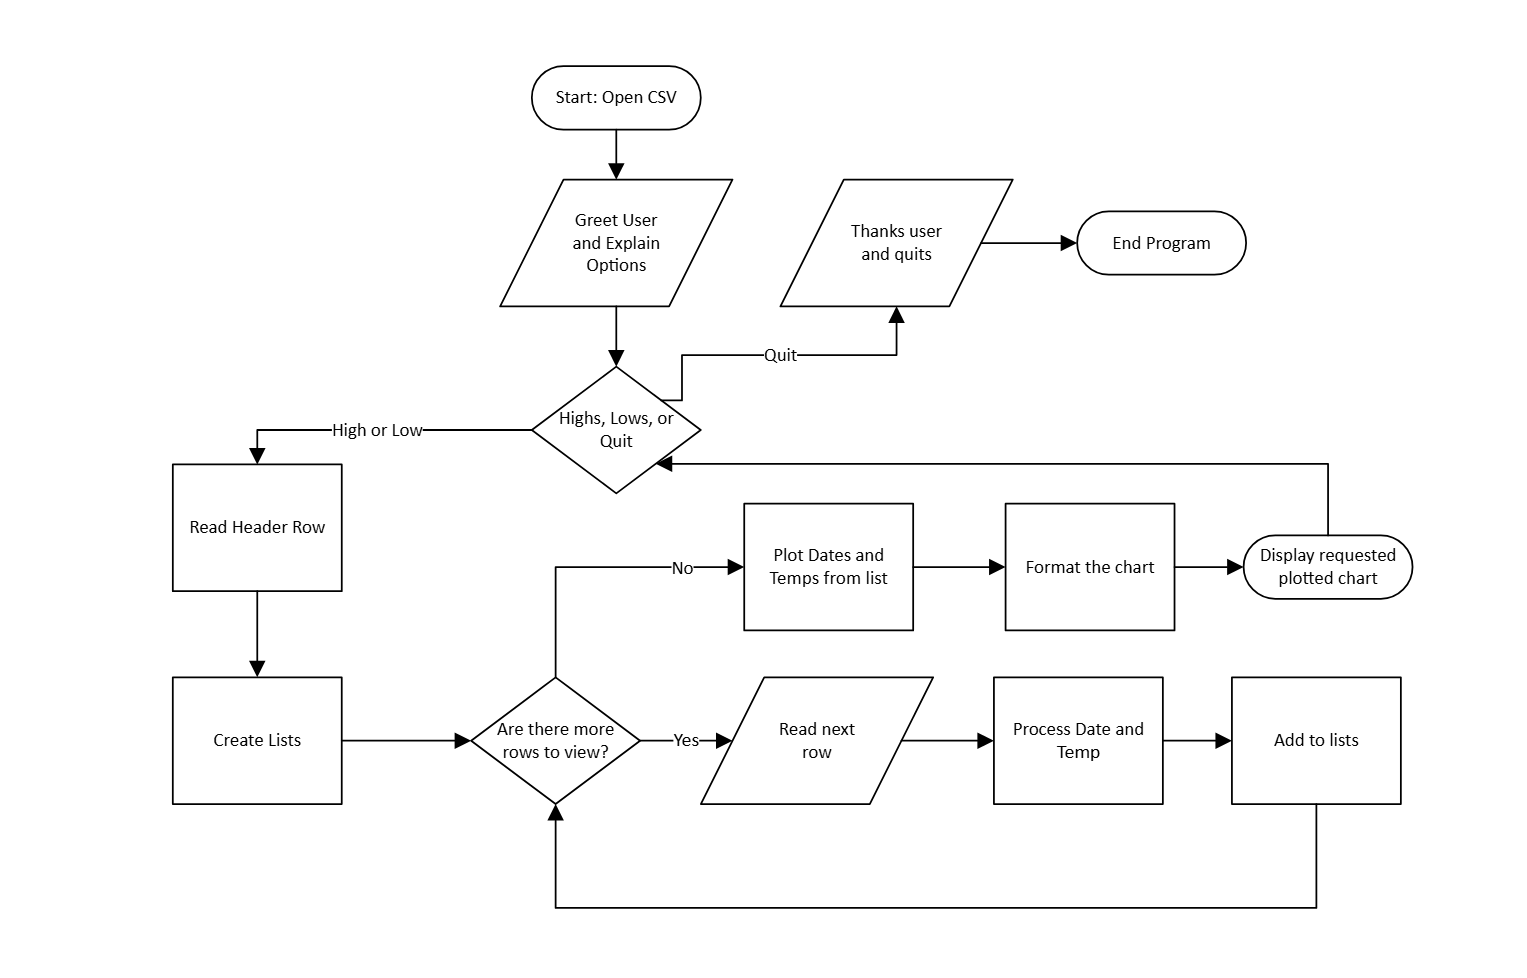 Start: Open CSV
Greet User
and Explain
Options
Thanks user
and quits
End Program
Quit
Highs, Lows, or
Quit
High or Low
Read Header Row
Plot Dates and
Temps from list
Format the chart
Display requested
plotted chart
No
Create Lists
Are there more
rows to view?
Yes
Read next
row
Process Date and
Temp
Add to lists